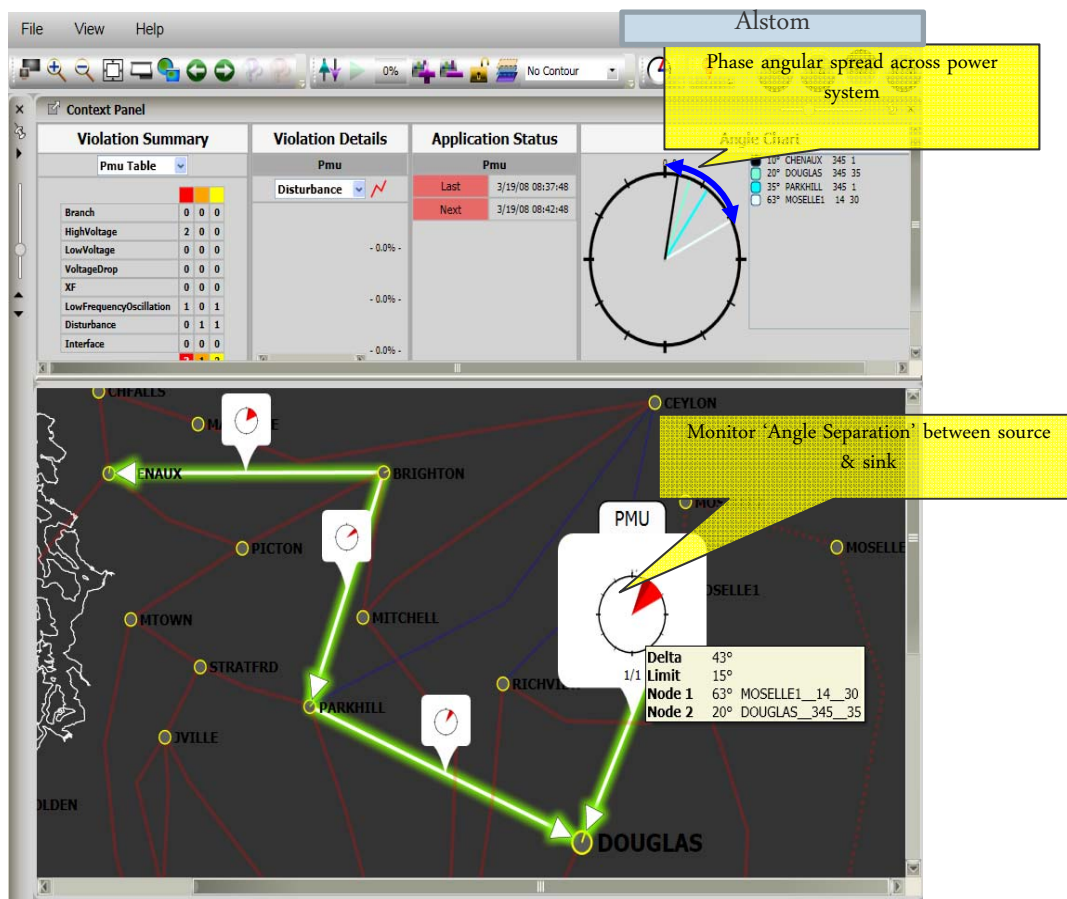 File View Help
Alstom
0%
No Contour
Phase angular spread across power
system
Context Panel
Violation Summary
Violation Details
Application Status
Angle Chart
Pmu Table
Branch 0 0 0
HighVoltage 2 0 0
LowVoltage 0 0 0
VoltageDrop 0 0 0
XF 0 0 0
LowFrequencyOscillation 1 0 1
Disturbance 0 1 1
Interface 0 0 0
Pmu
Disturbance
- 0.0% -
- 0.0% -
- 0.0% -
Pmu
Last 3/19/08 08:37:48
Next 3/19/08 08:42:48
10° CHENAUX 345 1
20° DOUGLAS 345 35
35° PARKHILL 345 1
63° MOSELLE1 14 30
CEYLON
Monitor ‘Angle Separation’ between source
& sink
ENAUX
BRIGHTON
PMU
PICTON
MOSELLE
MTOWN
MITCHELL
STRATFRD
PARKHILL
1/1
Delta 43°
Limit 15°
Node 1 63° MOSELLE1__14__30
Node 2 20° DOUGLAS__345__35
DOUGLAS